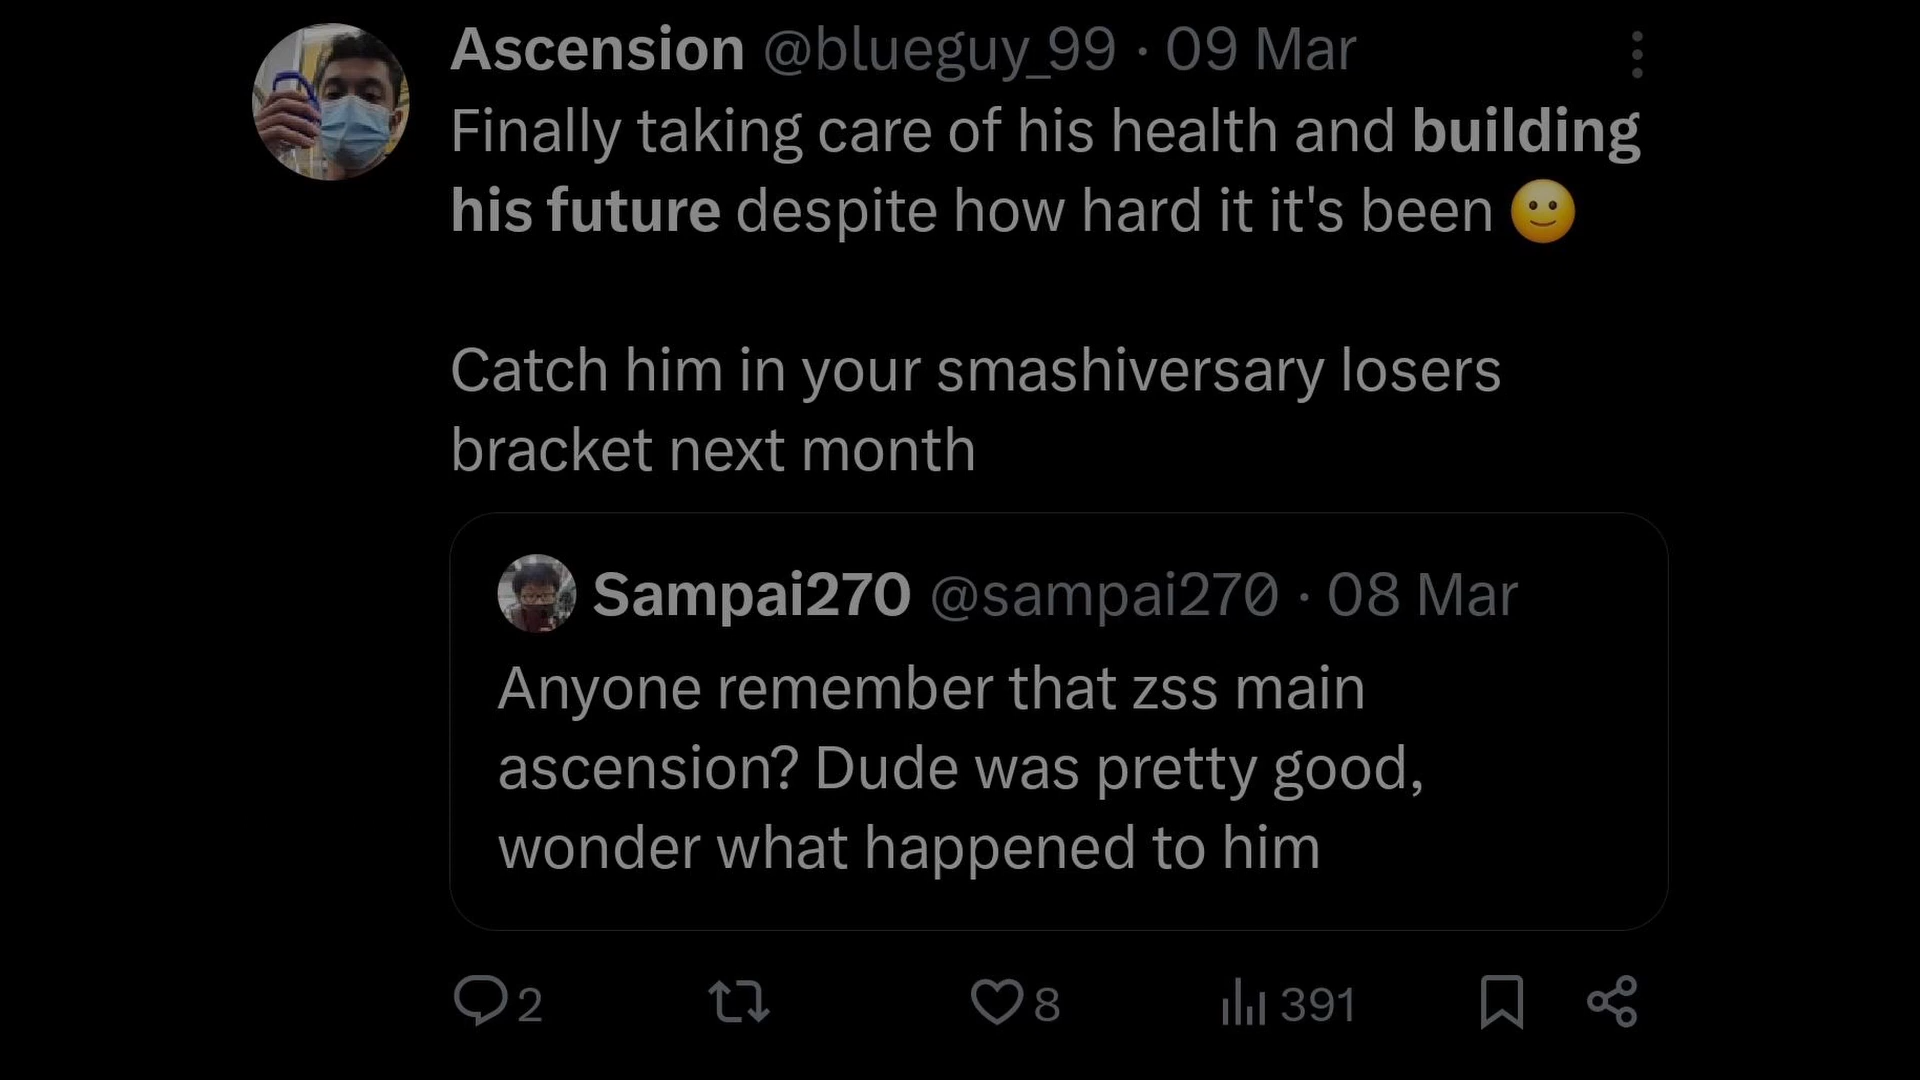 Ascension @blueguy_99 · 09 Mar
Finally taking care of his health and building
his future despite how hard it it's been 🙂
Catch him in your smashiversary losers
bracket next month
Sampai270 @sampai270 · 08 Mar
Anyone remember that zss main
ascension? Dude was pretty good,
wonder what happened to him
2 8 391